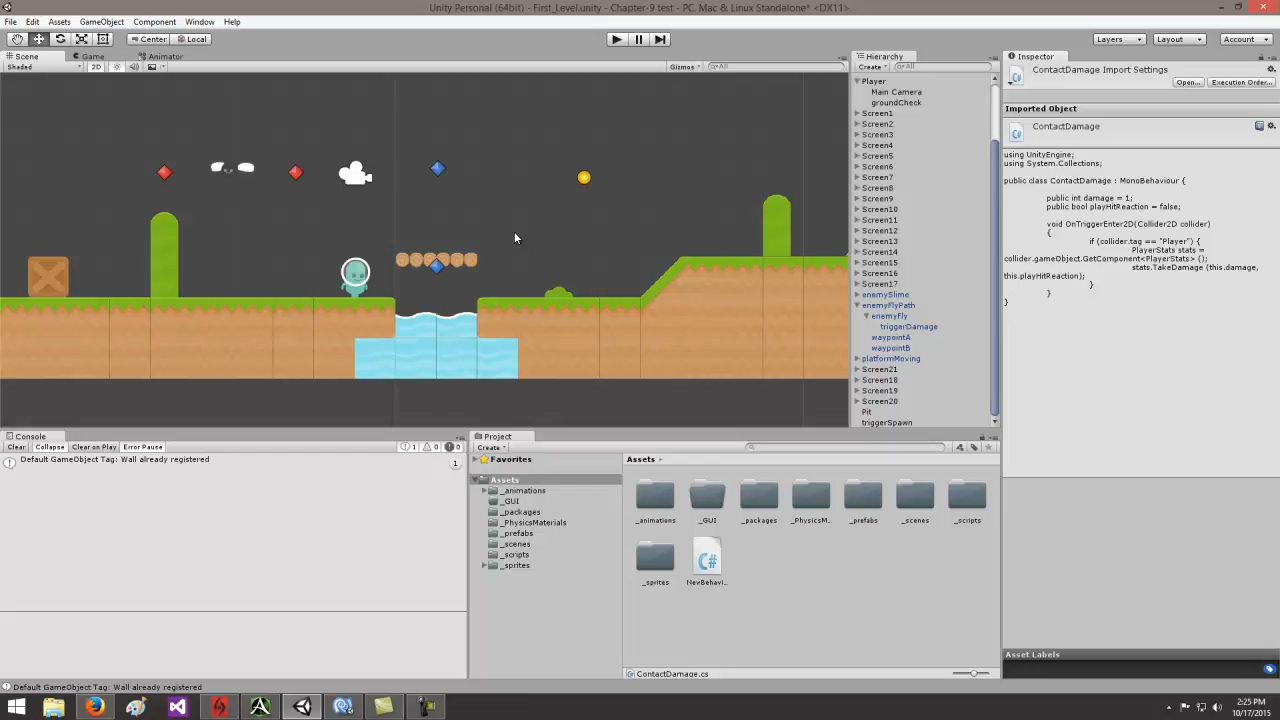 Unity Personal (64bit) - First_Level.unity - Chapter-9 test - PC, Mac & Linux Standalone* <DX11>
File Edit Assets GameObject Component Window Help
Center Local
Layers Layout Account
Scene Game Animator
Shaded 2D Gizmos All
Hierarchy
Create All
Player
Main Camera
groundCheck
Screen1
Screen2
Screen3
Screen4
Screen5
Screen6
Screen7
Screen8
Screen9
Screen10
Screen11
Screen12
Screen13
Screen14
Screen15
Screen16
Screen17
enemySlime
enemyFlyPath
enemyFly
triggerDamage
waypointA
waypointB
platformMoving
Screen21
Screen18
Screen19
Screen20
Pit
triggerSpawn
Inspector
ContactDamage Import Settings
Open... Execution Order...
Imported Object
ContactDamage
using UnityEngine;
using System.Collections;
public class ContactDamage : MonoBehaviour {
public int damage = 1;
public bool playHitReaction = false;
void OnTriggerEnter2D(Collider2D collider)
{
if (collider.tag == "Player") {
PlayerStats stats =
collider.gameObject.GetComponent<PlayerStats> ();
stats.TakeDamage (this.damage,
this.playHitReaction);
}
}
}
Asset Labels
Console
Clear Collapse Clear on Play Error Pause 1 0 0
Default GameObject Tag: Wall already registered 1
Project
Create
Favorites
Assets
_animations
_GUI
_packages
_PhysicsMaterials
_prefabs
_scenes
_scripts
_sprites
Assets
_animations _GUI _packages _PhysicsM... _prefabs _scenes _scripts
C#
_sprites NewBehavi...
ContactDamage.cs
Default GameObject Tag: Wall already registered
2:25 PM
10/17/2015